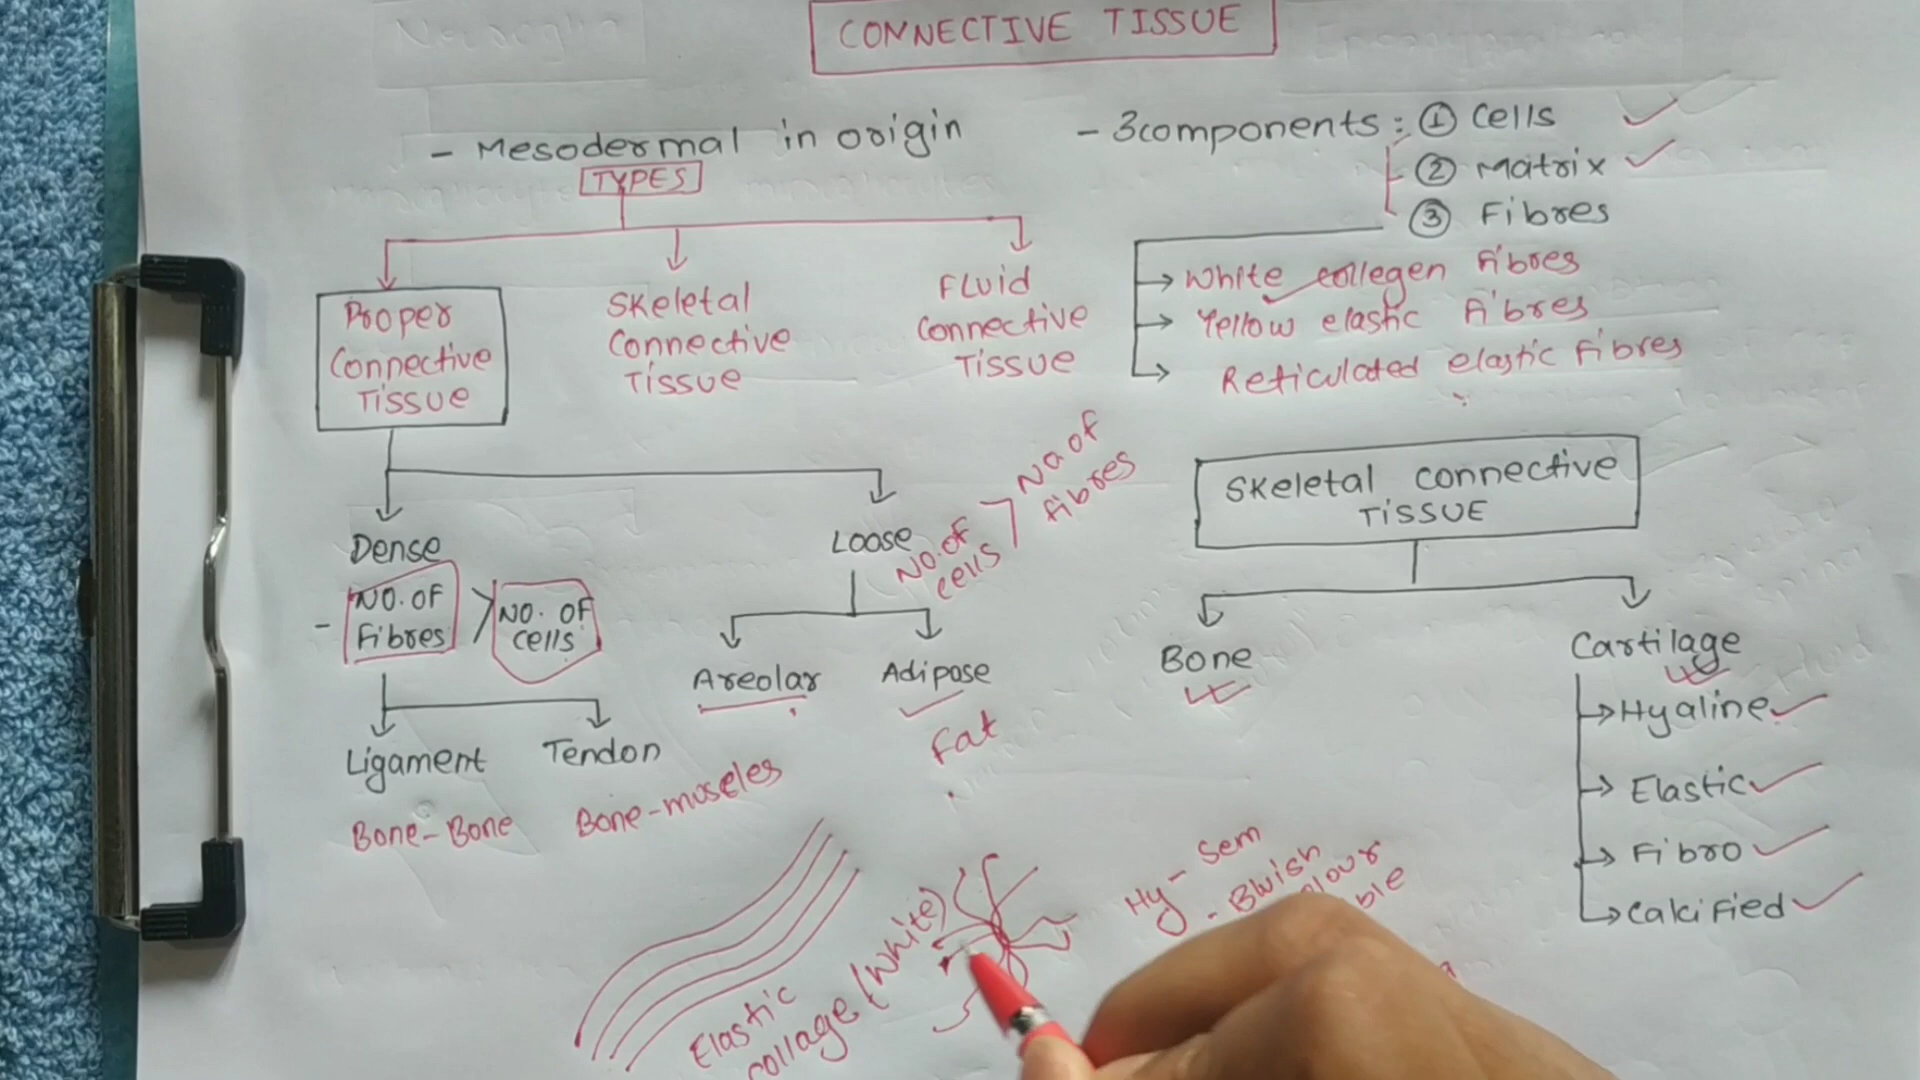 CONNECTIVE TISSUE
- Mesodermal in origin
TYPES
Proper
Connective
Tissue
Skeletal
Connective
Tissue
Fluid
Connective
Tissue
- 3components : ① Cells
② Matrix
③ Fibres
White collegen Fibres
Yellow elastic Fibres
Reticulated elastic Fibres
Dense
- NO. OF Fibres > NO. OF cells
Ligament
Bone-Bone
Tendon
Bone-museles
Loose
No. of cells > No of fibres
Areolar
Adipose
Fat
Skeletal connective
Tissue
Bone
Cartilage
Hyaline
Elastic
Fibro
Calcified
Elastic
collage (White)
Hy - Sem
- Bluish